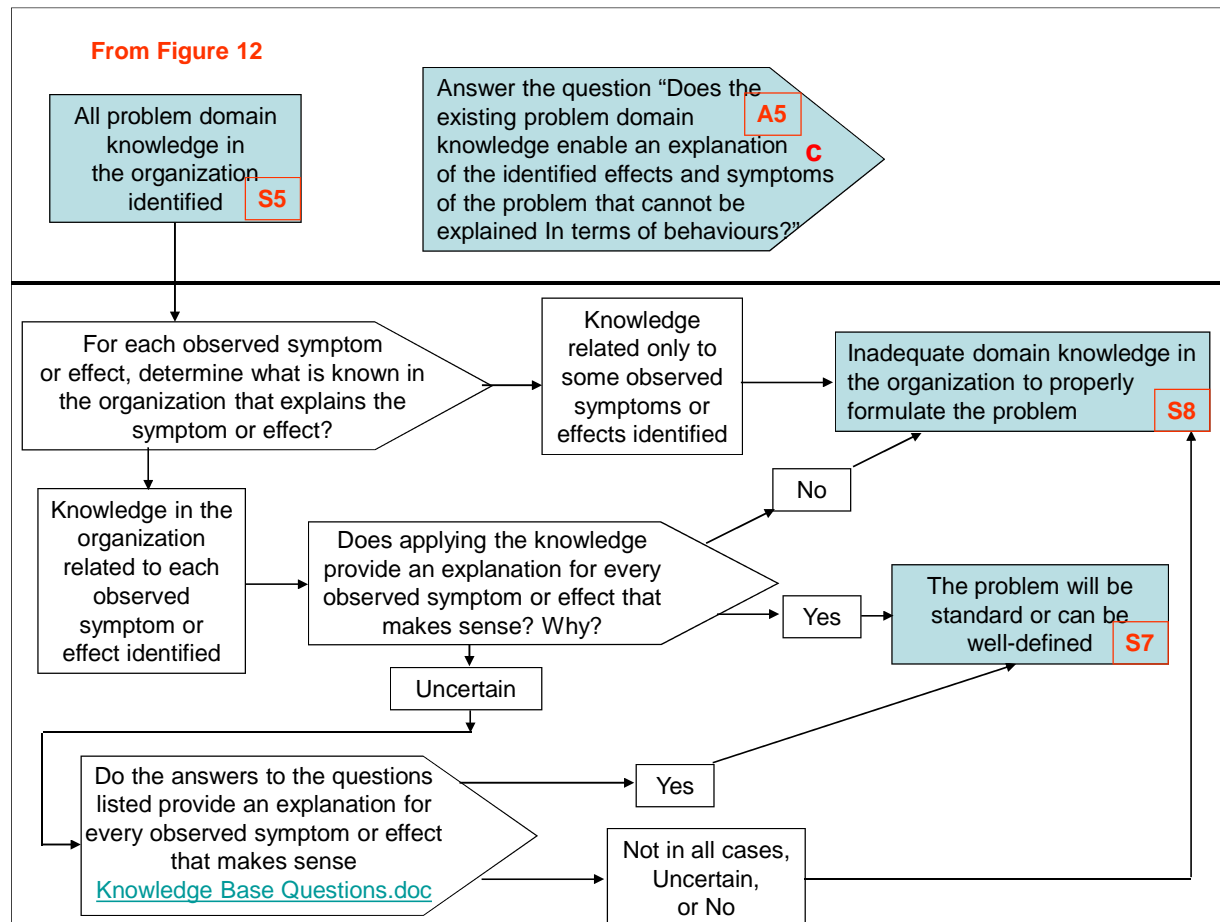 From Figure 12
All problem domain
knowledge in
the organization
identified
S5
Answer the question “Does the
existing problem domain
knowledge enable an explanation
of the identified effects and symptoms
of the problem that cannot be
explained In terms of behaviours?”
A5
C
For each observed symptom
or effect, determine what is known in
the organization that explains the
symptom or effect?
Knowledge
related only to
some observed
symptoms or
effects identified
Inadequate domain knowledge in
the organization to properly
formulate the problem
S8
No
Knowledge in the
organization
related to each
observed
symptom or
effect identified
Does applying the knowledge
provide an explanation for every
observed symptom or effect that
makes sense? Why?
Yes
The problem will be
standard or can be
well-defined
S7
Uncertain
Do the answers to the questions
listed provide an explanation for
every observed symptom or effect
that makes sense
Knowledge Base Questions.doc
Yes
Not in all cases,
Uncertain,
or No